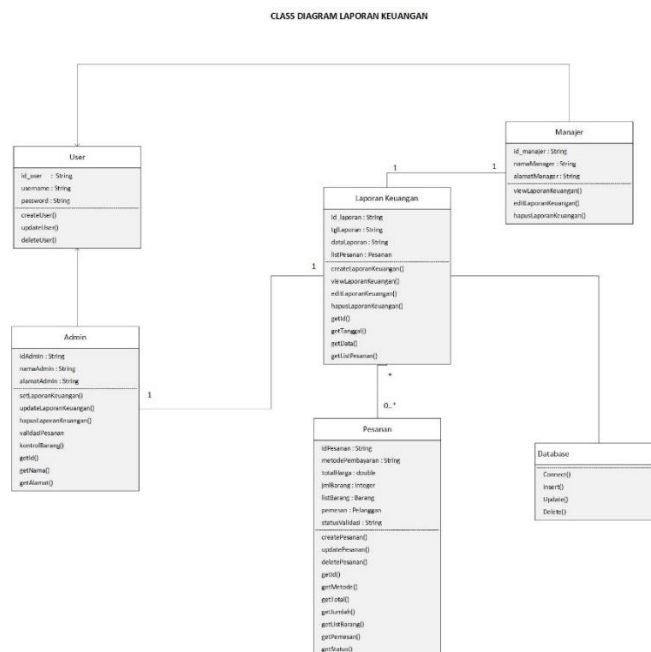 CLASS DIAGRAM LAPORAN KEUANGAN
User
id_user : String
username : String
password : String
createUser()
updateUser()
deleteUser()
Manajer
id_manajer : String
namaManager : String
alamatManager : String
viewLaporanKeuangan()
editLaporanKeuangan()
hapusLaporanKeuangan()
1
1
Laporan Keuangan
id_laporan : String
tglLaporan : String
dataLaporan : String
listPesanan : Pesanan
createLaporanKeuangan()
viewLaporanKeuangan()
editLaporanKeuangan()
hapusLaporanKeuangan()
getId()
getTanggal()
getData()
getListPesanan()
1
Admin
idAdmin : String
namaAdmin : String
alamatAdmin : String
setLaporanKeuangan()
updateLaporanKeuangan()
hapusLaporanKeuangan()
validasiPesanan
kontrolBarang()
getId()
getNama()
getAlamat()
1
*
0..*
Pesanan
idPesanan : String
metodePembayaran : String
totalHarga : double
jmlBarang : integer
listBarang : Barang
pemesan : Pelanggan
statusValidasi : String
createPesanan()
updatePesanan()
deletePesanan()
getId()
getMetode()
getTotal()
getJumlah()
getListBarang()
getPemesan()
getStatus()
Database
Connect()
Insert()
Update()
Delete()